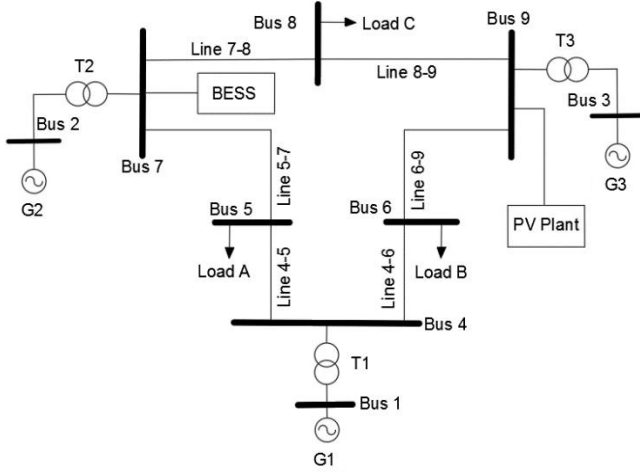 Bus 8
Load C
Bus 9
T3
Line 7-8
Line 8-9
T2
BESS
Bus 3
Bus 2
Bus 7
G2
G3
Line 5-7
Line 6-9
Bus 5
Bus 6
PV Plant
Load A
Line 4-5
Line 4-6
Load B
Bus 4
T1
Bus 1
G1